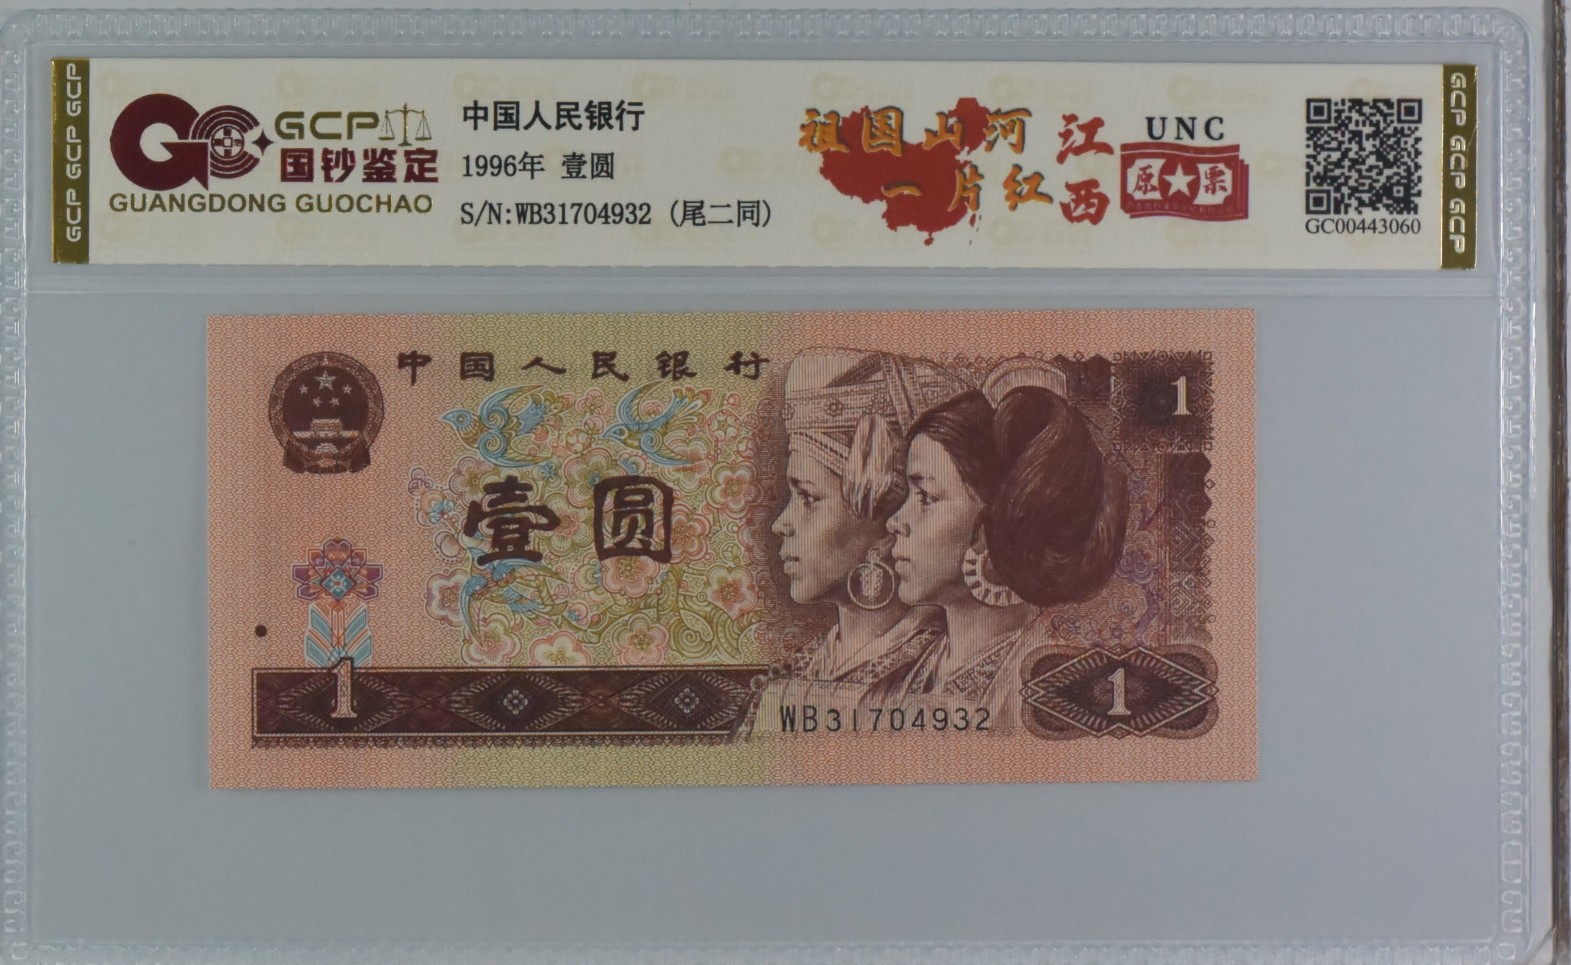 GCP GCP GCP
GCP
国钞鉴定
GUANGDONG GUOCHAO
中国人民银行
1996年 壹圆
S/N:WB31704932 (尾二同)
祖国山河
一片红
江西
UNC
原★票
GC00443060
GCP GCP GCP
中国人民银行
1
壹圆
1
WB31704932
1